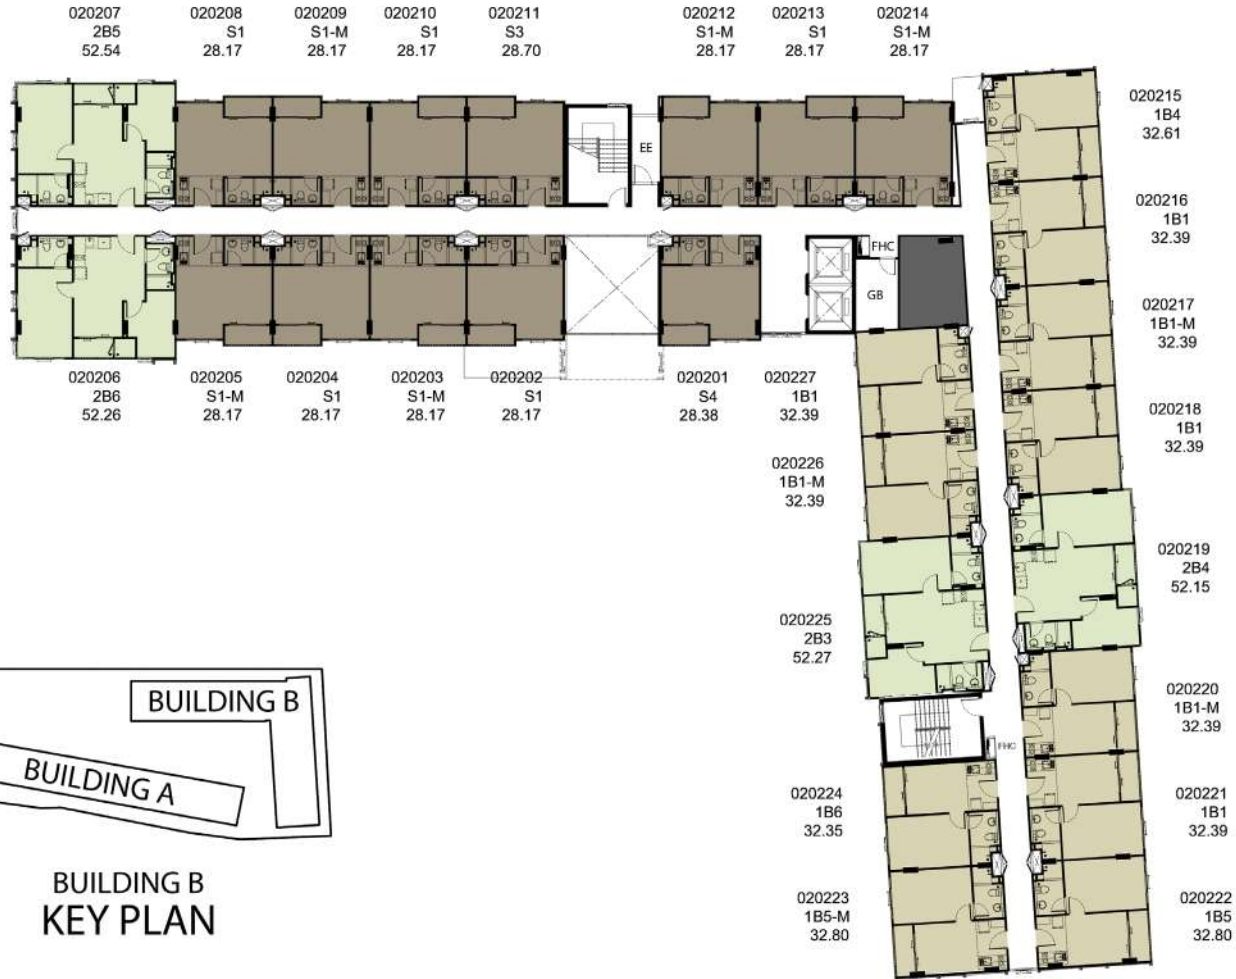 020207
2B5
52.54
020208
S1
28.17
020209
S1-M
28.17
020210
S1
28.17
020211
S3
28.70
020212
S1-M
28.17
020213
S1
28.17
020214
S1-M
28.17
020215
1B4
32.61
EE
020216
1B1
32.39
FHC
GB
020217
1B1-M
32.39
020206
2B6
52.26
020205
S1-M
28.17
020204
S1
28.17
020203
S1-M
28.17
020202
S1
28.17
020201
S4
28.38
020227
1B1
32.39
020218
1B1
32.39
020226
1B1-M
32.39
020219
2B4
52.15
020225
2B3
52.27
020220
1B1-M
32.39
FHC
020224
1B6
32.35
020221
1B1
32.39
020223
1B5-M
32.80
020222
1B5
32.80
BUILDING B
BUILDING A
BUILDING B
KEY PLAN